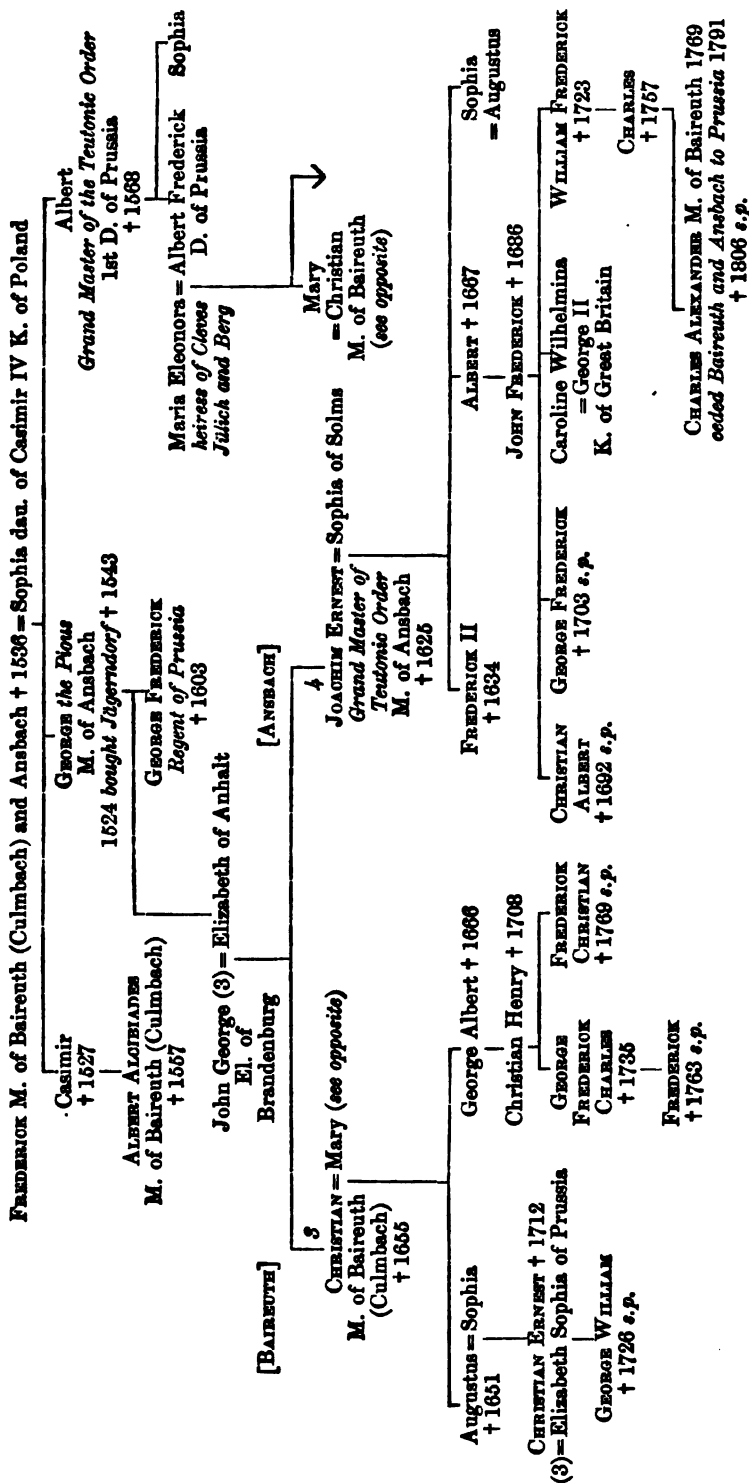 FREDERICK M. of Baireuth (Culmbach) and Ansbach † 1536 = Sophia dau. of Casimir IV K. of Poland
Casimir
† 1527
GEORGE the Pious
M. of Ansbach
1524 bought Jägerndorf † 1543
Albert
Grand Master of the Teutonic Order
1st D. of Prussia
† 1568
ALBERT ALCIBIADES
M. of Baireuth (Culmbach)
† 1557
GEORGE FREDERICK
Regent of Prussia
† 1603
Maria Eleonora = Albert Frederick
heiress of Cleves D. of Prussia
Jülich and Berg
Sophia
John George (3) = Elizabeth of Anhalt
El. of
Brandenburg
Mary
= Christian
M. of Baireuth
(see opposite)
[BAIREUTH]
[ANSBACH]
3
CHRISTIAN = Mary (see opposite)
M. of Baireuth
(Culmbach)
† 1655
4
JOACHIM ERNEST = Sophia of Solms
Grand Master of
Teutonic Order
M. of Ansbach
† 1625
Augustus = Sophia
† 1651
George Albert † 1666
FREDERICK II
† 1634
ALBERT † 1667
Sophia
= Augustus
CHRISTIAN ERNEST † 1712
(3) = Elizabeth Sophia of Prussia
Christian Henry † 1708
JOHN FREDERICK † 1686
GEORGE WILLIAM
† 1726 s.p.
GEORGE
FREDERICK
CHARLES
† 1735
FREDERICK
CHRISTIAN
† 1769 s.p.
CHRISTIAN
ALBERT
† 1692 s.p.
GEORGE FREDERICK
† 1703 s.p.
Caroline Wilhelmina
= George II
K. of Great Britain
WILLIAM FREDERICK
† 1723
FREDERICK
† 1763 s.p.
CHARLES
† 1757
CHARLES ALEXANDER M. of Baireuth 1769
ceded Baireuth and Ansbach to Prussia 1791
† 1806 s.p.